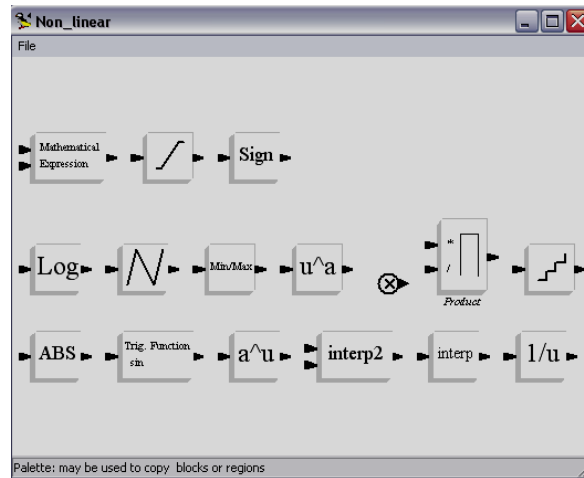 Non_linear
File
Mathematical
Expression
Sign
Log
Min/Max
u^a
*
/
Product
ABS
Trig. Function
sin
a^u
interp2
interp
1/u
Palette: may be used to copy blocks or regions